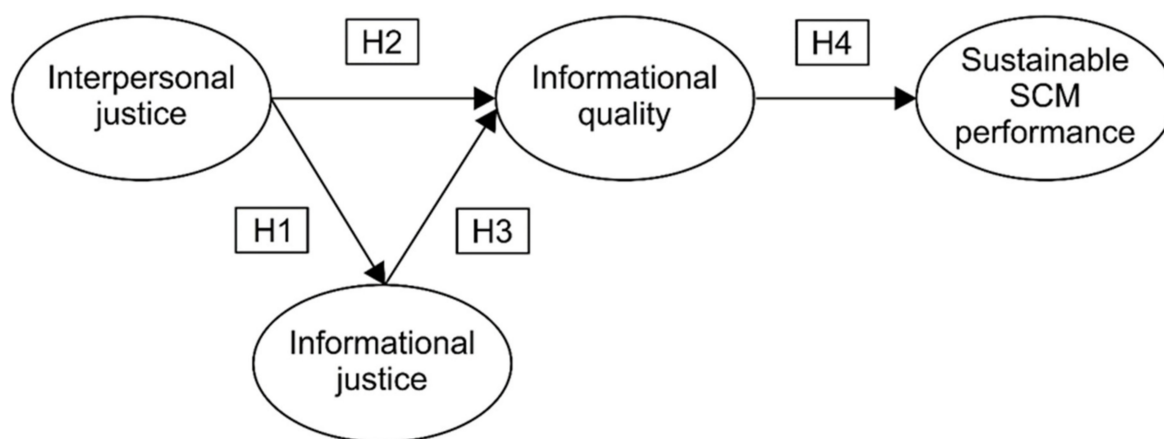 Interpersonal
justice
H2
Informational
quality
H4
Sustainable
SCM
performance
H1
H3
Informational
justice